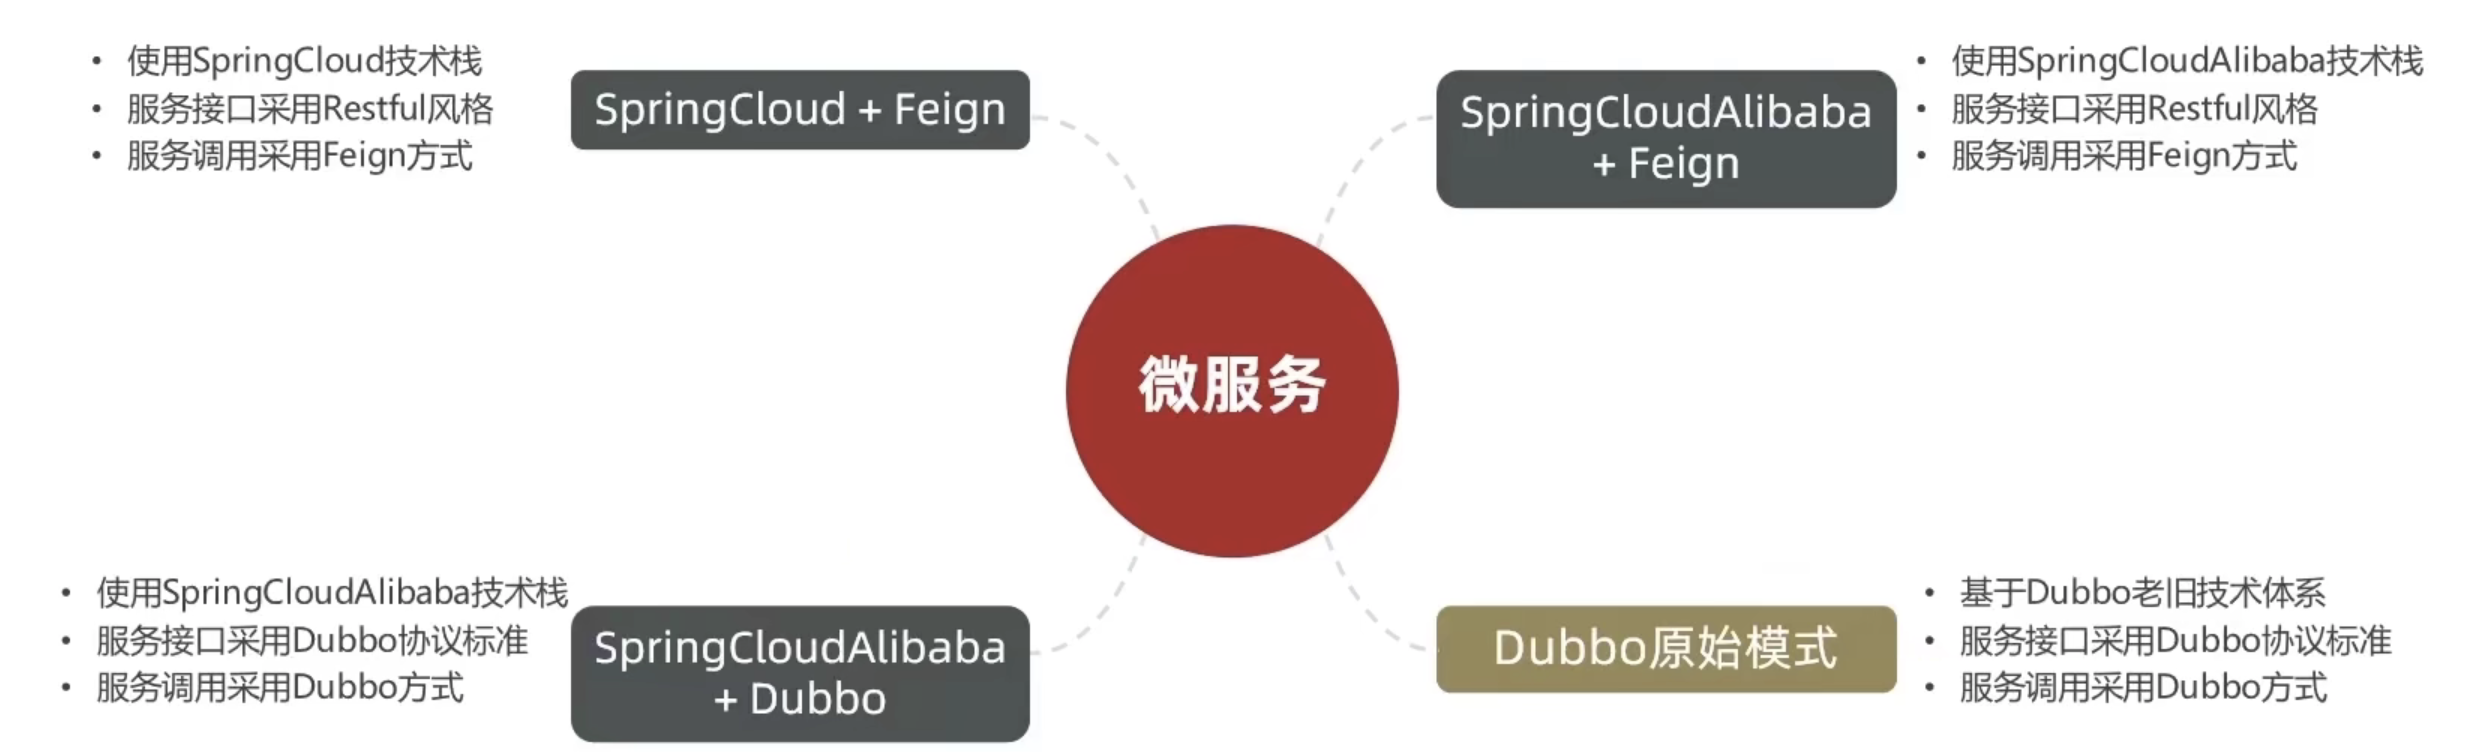 • 使用SpringCloud技术栈
• 服务接口采用Restful风格
• 服务调用采用Feign方式
SpringCloud + Feign
SpringCloudAlibaba
+ Feign
• 使用SpringCloudAlibaba技术栈
• 服务接口采用Restful风格
• 服务调用采用Feign方式
微服务
• 使用SpringCloudAlibaba技术栈
• 服务接口采用Dubbo协议标准
• 服务调用采用Dubbo方式
SpringCloudAlibaba
+ Dubbo
Dubbo原始模式
• 基于Dubbo老旧技术体系
• 服务接口采用Dubbo协议标准
• 服务调用采用Dubbo方式